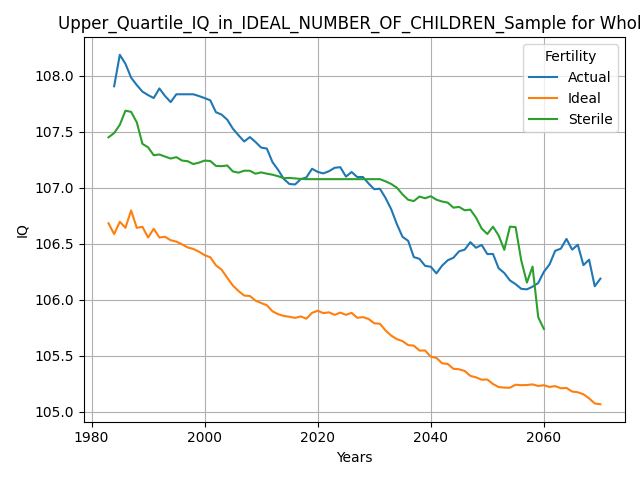 Upper_Quartile_IQ_in_IDEAL_NUMBER_OF_CHILDREN_Sample for Whol
Fertility
Actual
Ideal
Sterile
108.0
107.5
107.0
106.5
106.0
105.5
105.0
IQ
1980
2000
2020
2040
2060
Years